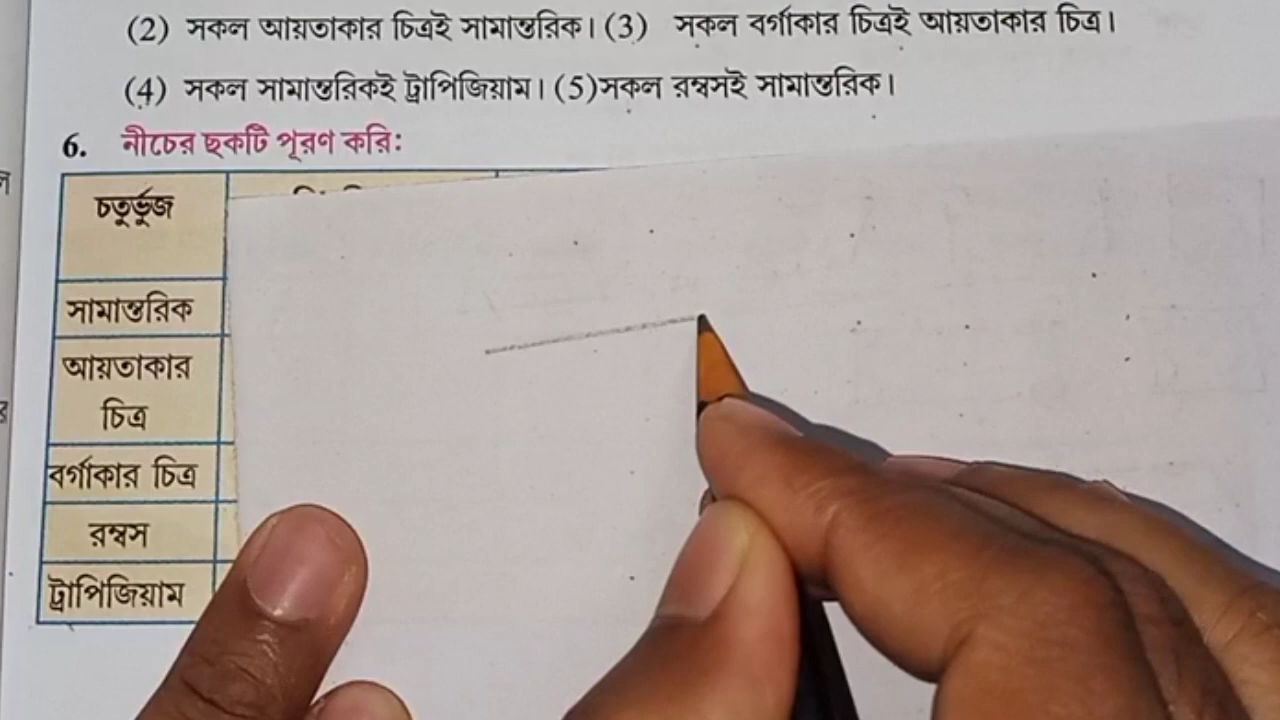 (2) সকল আয়তাকার চিত্রই সামান্তরিক। (3) সকল বর্গাকার চিত্রই আয়তাকার চিত্র।
(4) সকল সামান্তরিকই ট্রাপিজিয়াম। (5)সকল রম্বসই সামান্তরিক।
6. নীচের ছকটি পূরণ করি:
চতুর্ভুজ
সামান্তরিক
আয়তাকার
চিত্র
বর্গাকার চিত্র
রম্বস
ট্রাপিজিয়াম